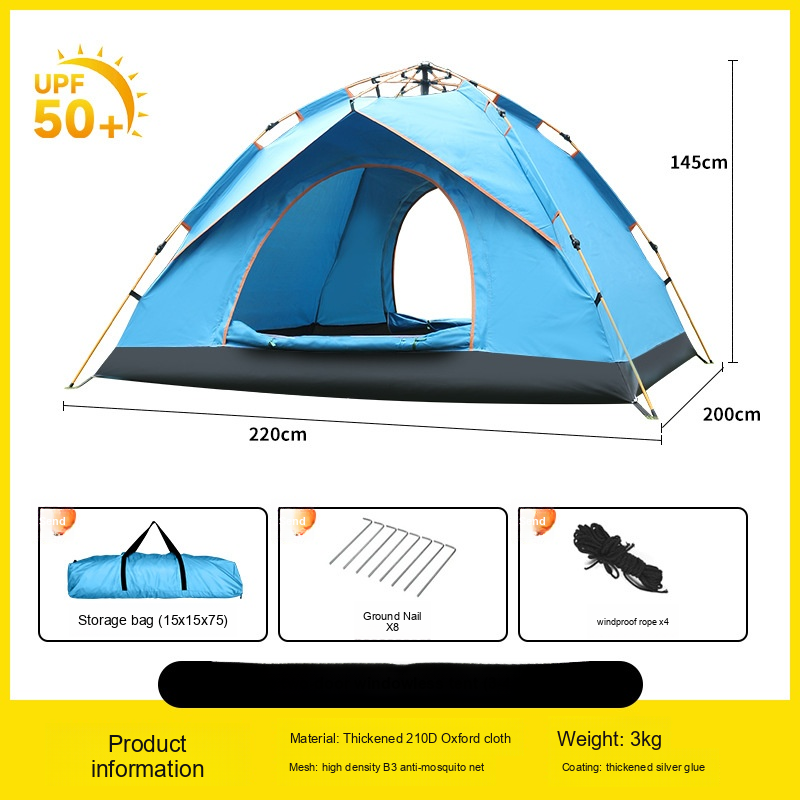 UPF
50+
145cm
200cm
220cm
Storage bag (15x15x75)
Ground Nail
X8
windproof rope x4
Product
information
Material: Thickened 210D Oxford cloth
Weight: 3kg
Mesh: high density B3 anti-mosquito net
Coating: thickened silver glue